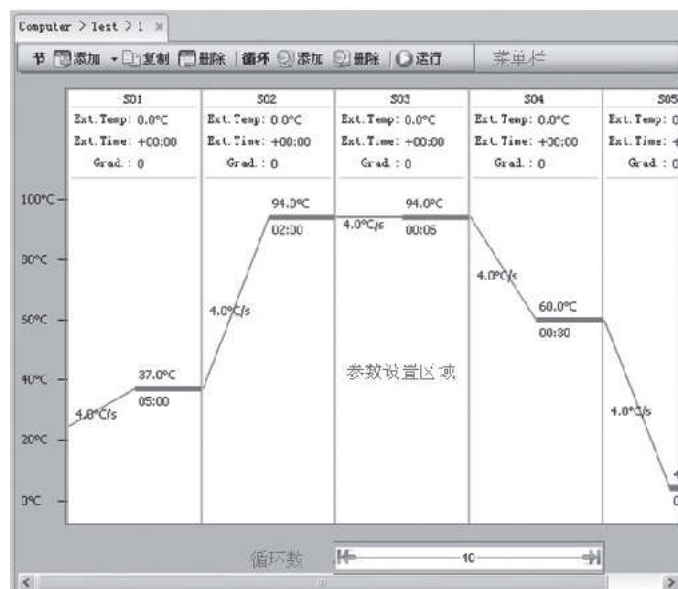 Computer > Test > 1 ×
节 添加 复制 删除 | 循环 添加 删除 | 运行 菜单栏
S01 S02 S03 S04 S05
Ext.Temp: 0.0°C Ext.Temp: 0.0°C Ext.Temp: 0.0°C Ext.Temp: 0.0°C Ext.Temp: 0
Ext.Time: +00:00 Ext.Time: +00:00 Ext.Time: +00:00 Ext.Time: +00:00 Ext.Time: +
Grad.: 0 Grad.: 0 Grad.: 0 Grad.: 0 Grad.: 0
100°C 94.0°C 94.0°C
4.0°C/s
02:00 00:05
80°C
4.0°C/s
4.0°C/s 60.0°C
60°C
00:30
37.0°C 参数设置区域
40°C
05:00
4.0°C/s 4.0°C/s
20°C
4
0°C 0
循环数 40